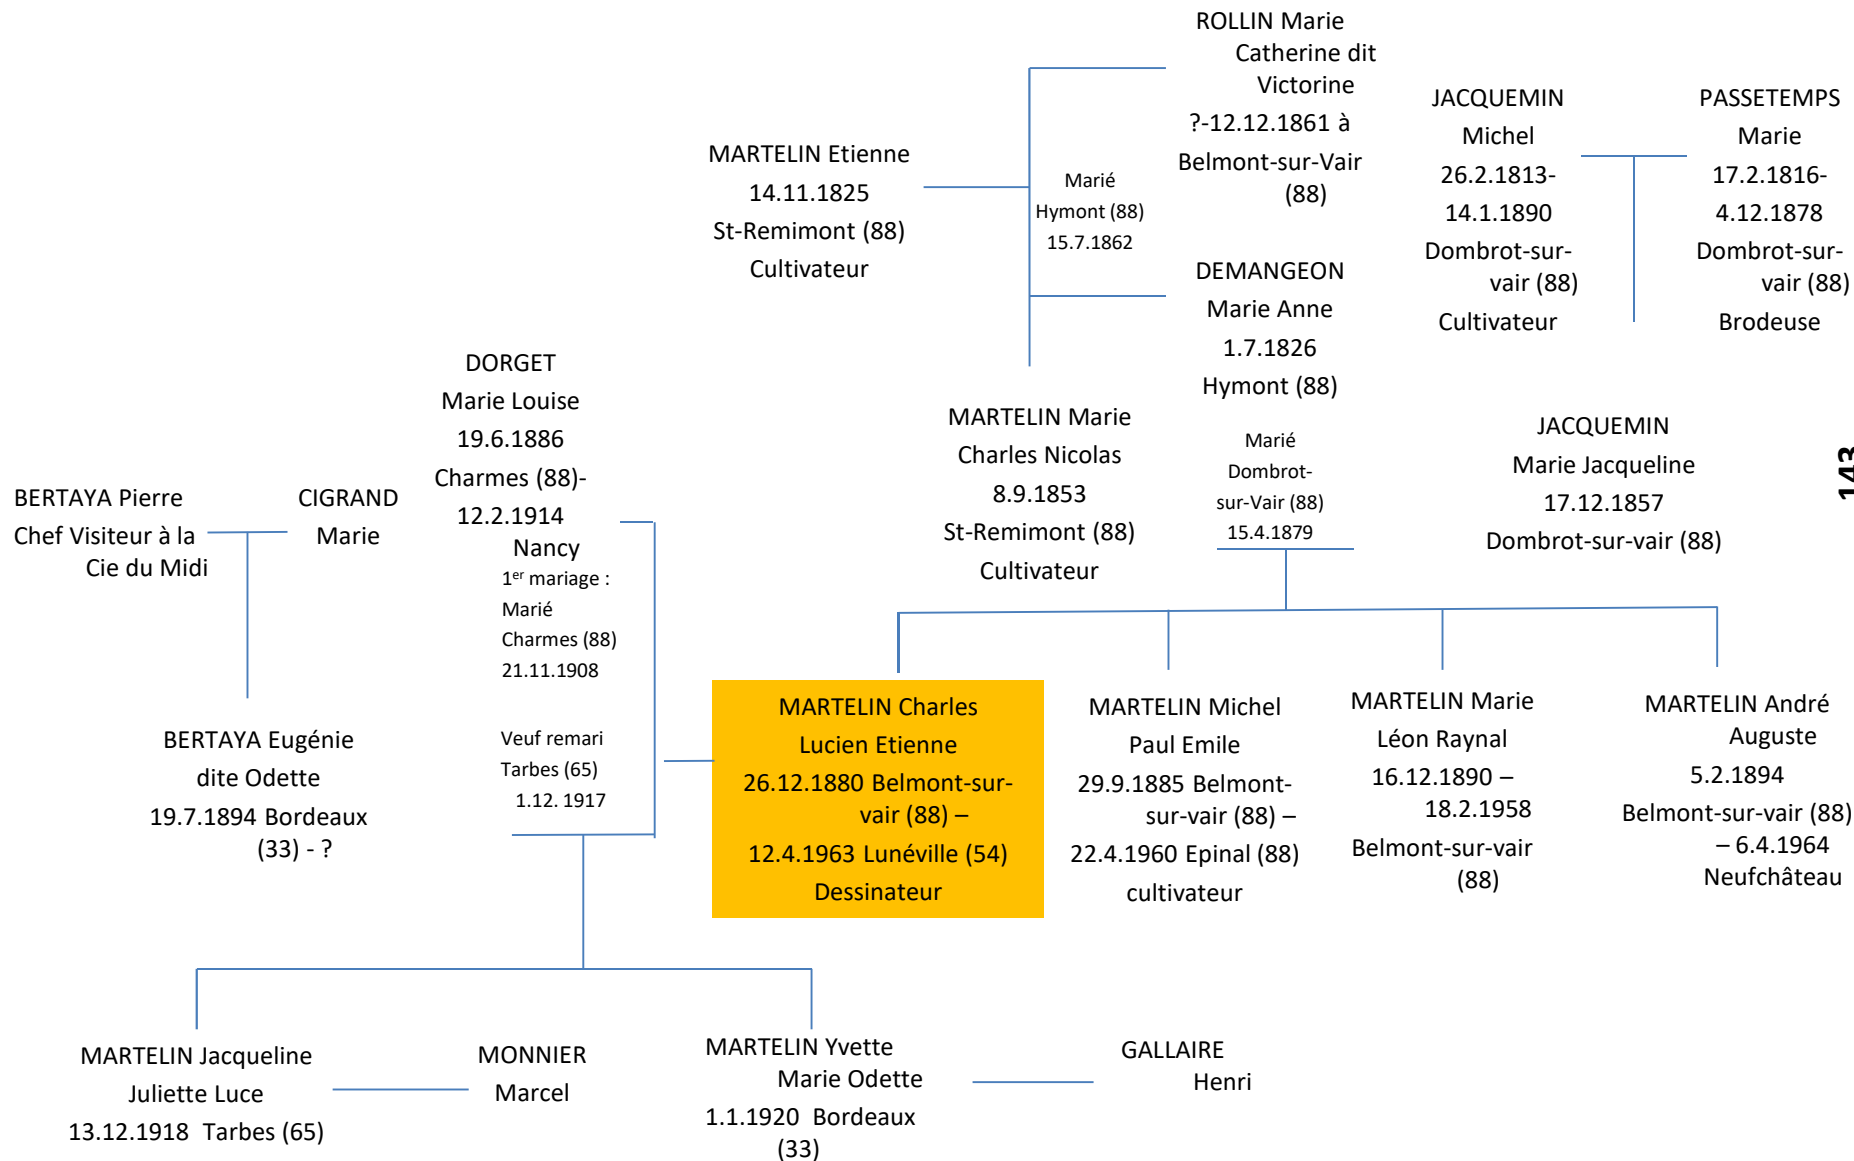 ROLLIN Marie
Catherine dit
Victorine
?-12.12.1861 à
Belmont-sur-Vair
(88)
JACQUEMIN
Michel
26.2.1813-
14.1.1890
Dombrot-sur-
vair (88)
Cultivateur
PASSETEMPS
Marie
17.2.1816-
4.12.1878
Dombrot-sur-
vair (88)
Brodeuse
MARTELIN Etienne
14.11.1825
St-Remimont (88)
Cultivateur
Marié
Hymont (88)
15.7.1862
DEMANGEON
Marie Anne
1.7.1826
Hymont (88)
DORGET
Marie Louise
19.6.1886
Charmes (88)-
12.2.1914
Nancy
1er mariage :
Marié
Charmes (88)
21.11.1908
MARTELIN Marie
Charles Nicolas
8.9.1853
St-Remimont (88)
Cultivateur
Marié
Dombrot-
sur-Vair (88)
15.4.1879
JACQUEMIN
Marie Jacqueline
17.12.1857
Dombrot-sur-vair (88)
143
BERTAYA Pierre
Chef Visiteur à la
Cie du Midi
CIGRAND
Marie
BERTAYA Eugénie
dite Odette
19.7.1894 Bordeaux
(33) - ?
Veuf remari
Tarbes (65)
1.12. 1917
MARTELIN Charles
Lucien Etienne
26.12.1880 Belmont-sur-
vair (88) –
12.4.1963 Lunéville (54)
Dessinateur
MARTELIN Michel
Paul Emile
29.9.1885 Belmont-
sur-vair (88) –
22.4.1960 Epinal (88)
cultivateur
MARTELIN Marie
Léon Raynal
16.12.1890 –
18.2.1958
Belmont-sur-vair
(88)
MARTELIN André
Auguste
5.2.1894
Belmont-sur-vair (88)
– 6.4.1964
Neufchâteau
MARTELIN Jacqueline
Juliette Luce
13.12.1918 Tarbes (65)
MONNIER
Marcel
MARTELIN Yvette
Marie Odette
1.1.1920 Bordeaux
(33)
GALLAIRE
Henri